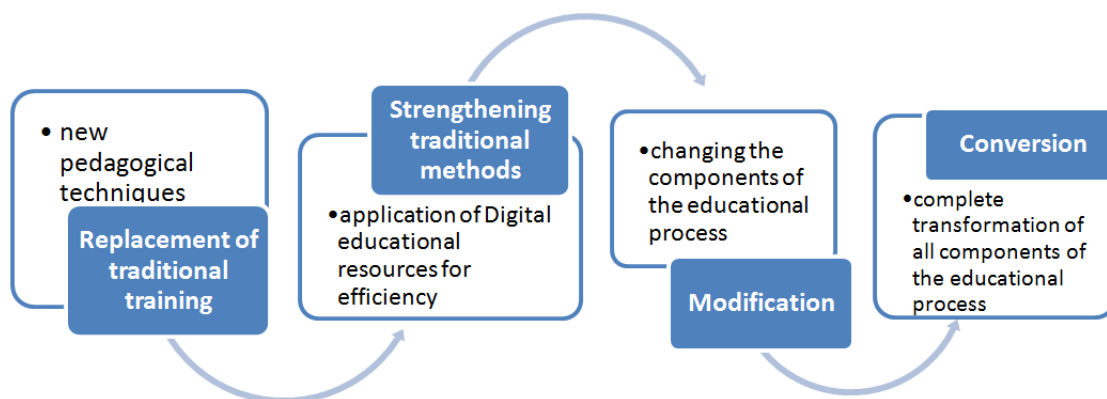 • new
pedagogical
techniques
Replacement of
traditional
training
Strengthening
traditional
methods
•application of Digital
educational
resources for
efficiency
•changing the
components of
the educational
process
Modification
Conversion
•complete
transformation of
all components of
the educational
process